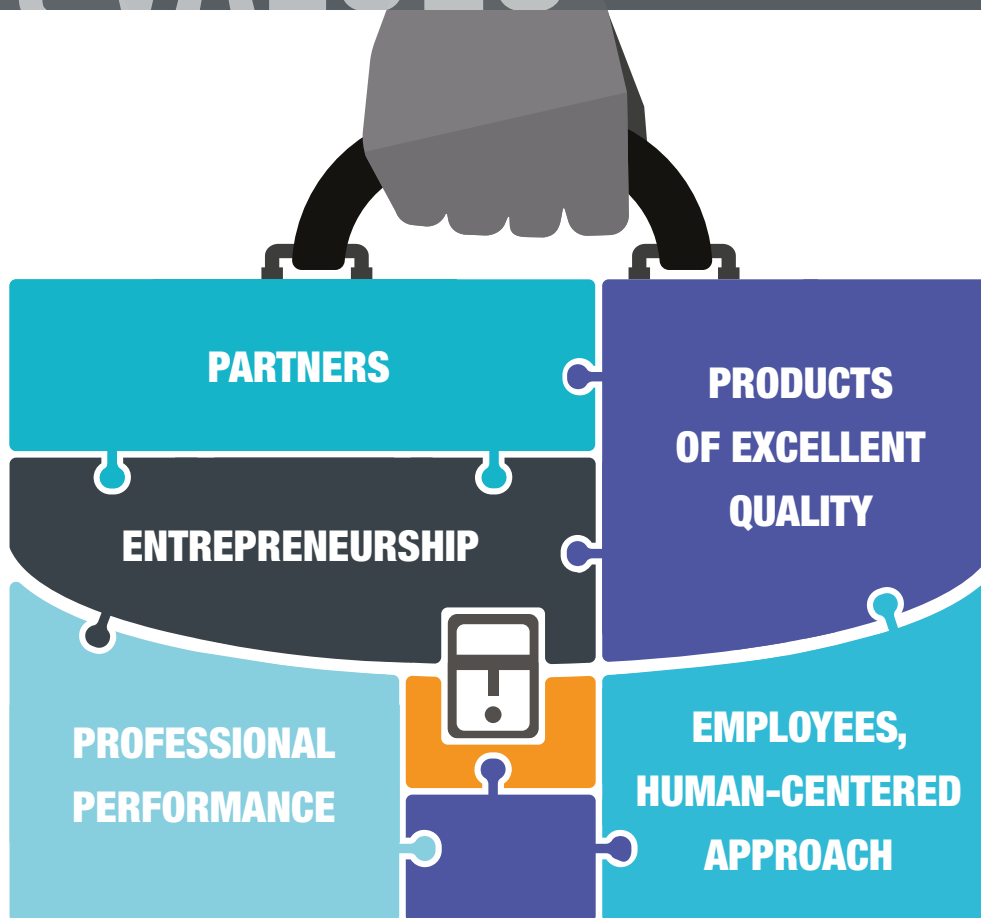 PARTNERS
PRODUCTS
OF EXCELLENT
QUALITY
ENTREPRENEURSHIP
PROFESSIONAL
PERFORMANCE
EMPLOYEES,
HUMAN-CENTERED
APPROACH